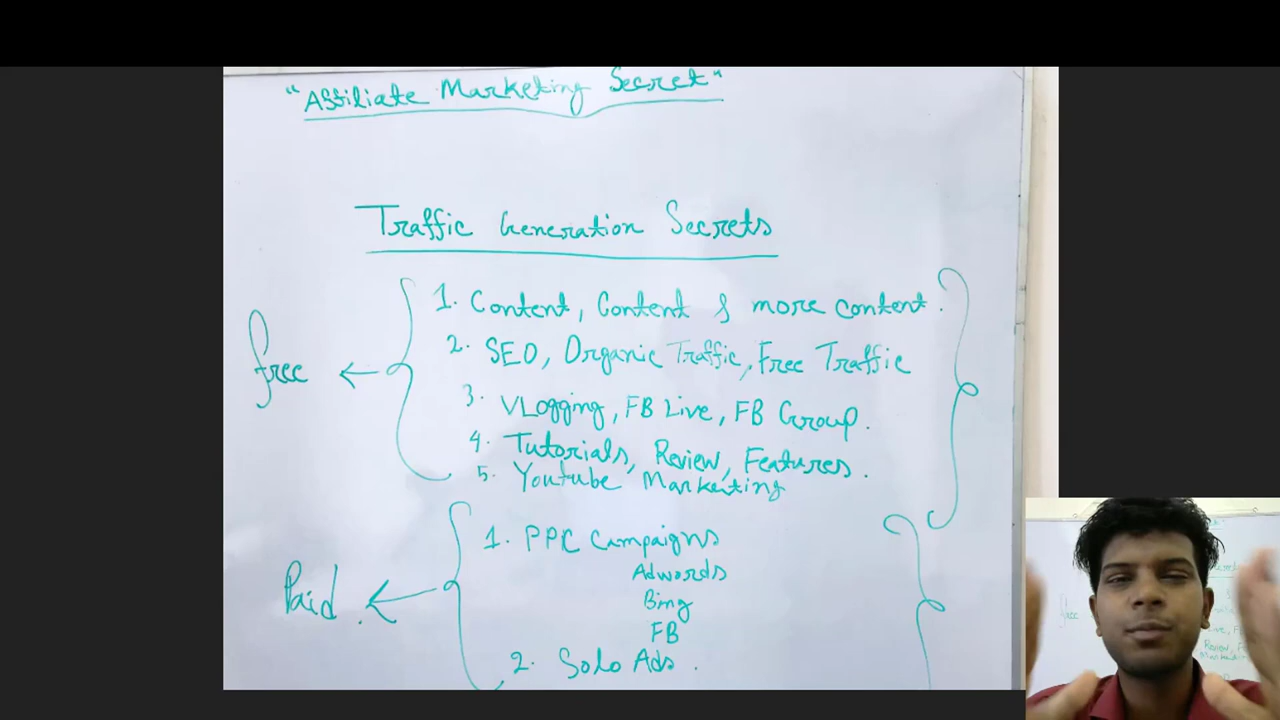 "Affiliate Marketing Secret"
Traffic Generation Secrets
Free
1. Content, Content & more content.
2. SEO, Organic Traffic, Free Traffic
3. VLogging, FB Live, FB Group.
4. Tutorials, Review, Features.
5. Youtube Marketing
Paid
1. PPC Campaigns
Adwords
Bing
FB
2. Solo Ads.